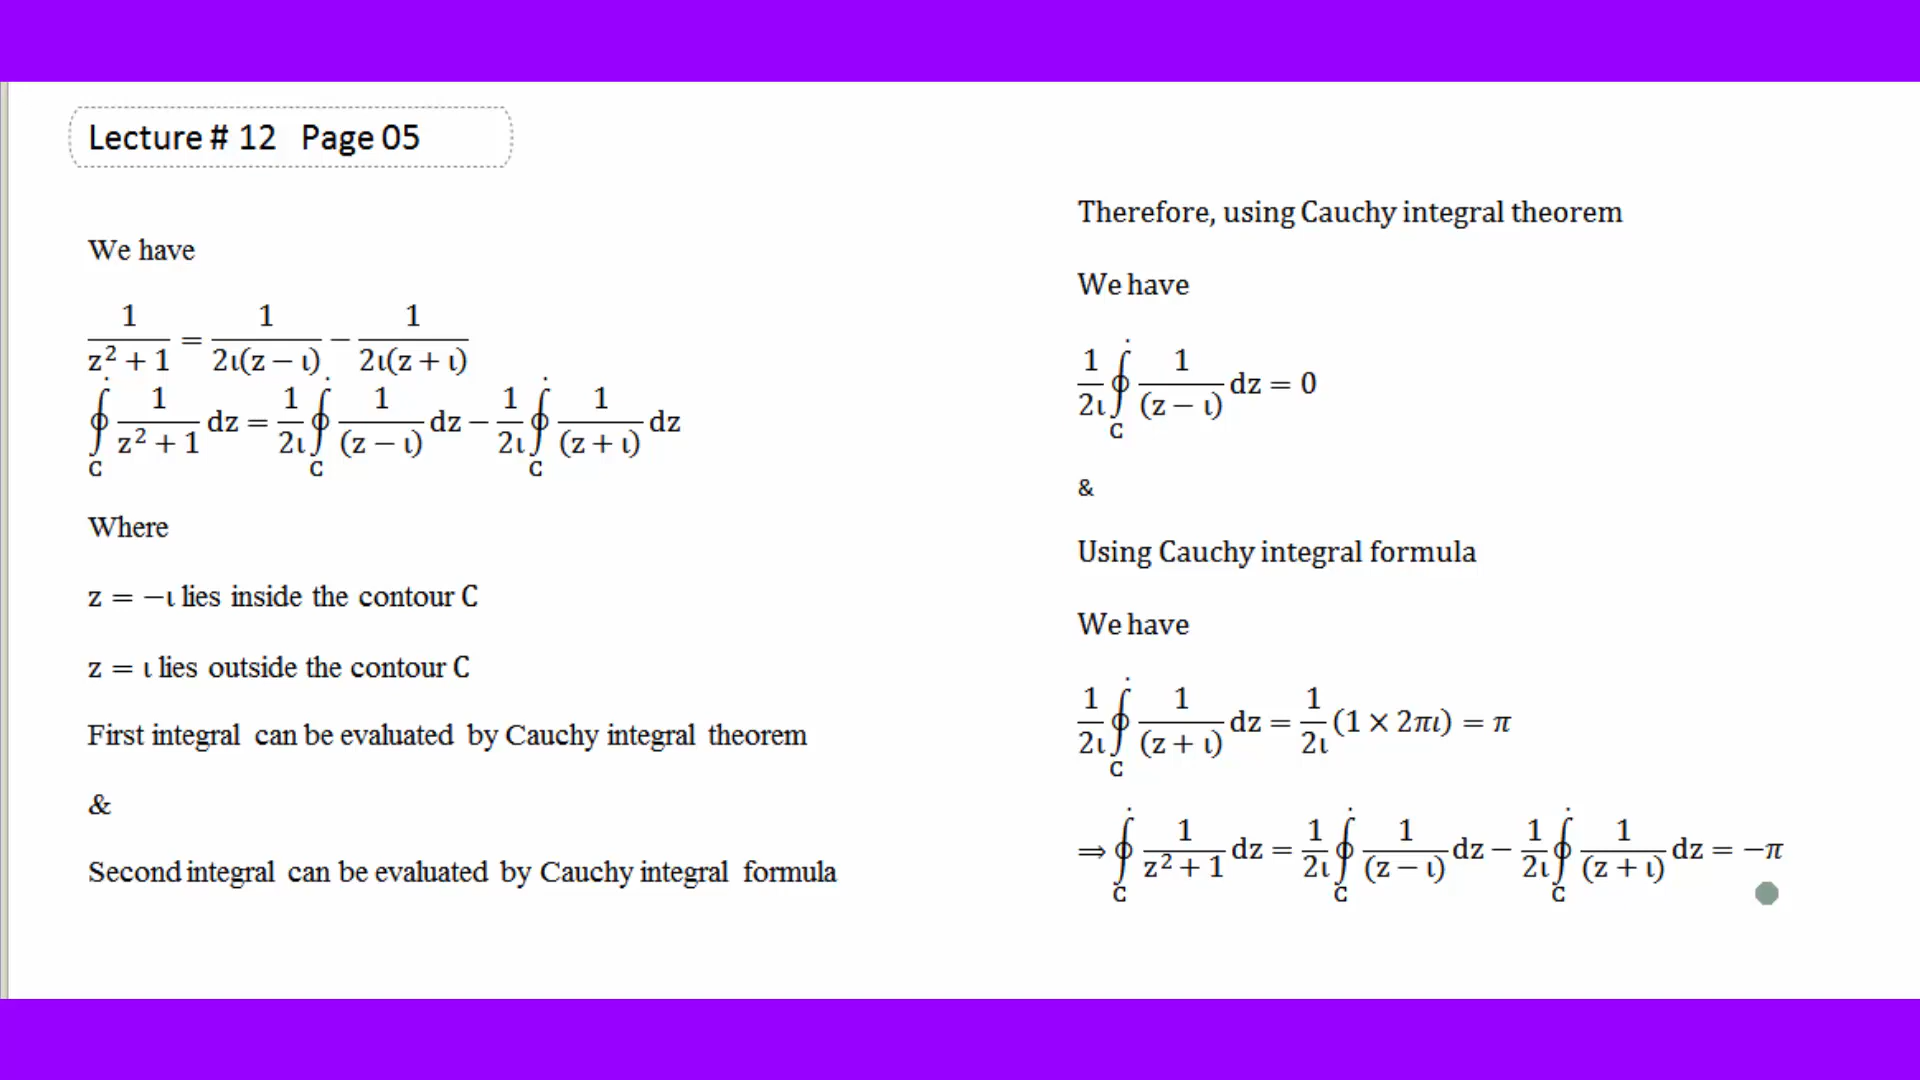 Lecture # 12 Page 05
We have
1/(z² + 1) = 1/(2ι(z − ι)) − 1/(2ι(z + ι))
∮_C 1/(z² + 1) dz = 1/(2ι) ∮_C 1/((z − ι)) dz − 1/(2ι) ∮_C 1/((z + ι)) dz
Where
z = −ι lies inside the contour C
z = ι lies outside the contour C
First integral can be evaluated by Cauchy integral theorem
&
Second integral can be evaluated by Cauchy integral formula
Therefore, using Cauchy integral theorem
We have
1/(2ι) ∮_C 1/((z − ι)) dz = 0
&
Using Cauchy integral formula
We have
1/(2ι) ∮_C 1/((z + ι)) dz = 1/(2ι) (1 × 2πι) = π
⇒ ∮_C 1/(z² + 1) dz = 1/(2ι) ∮_C 1/((z − ι)) dz − 1/(2ι) ∮_C 1/((z + ι)) dz = −π